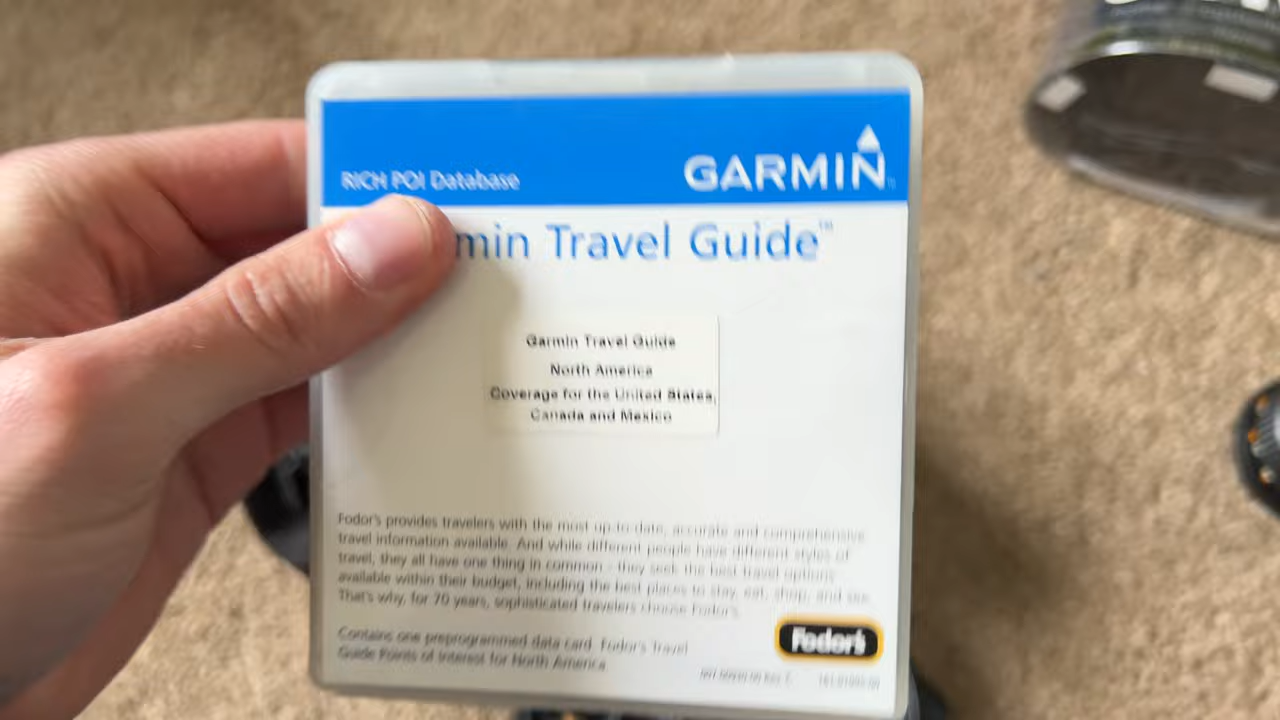 RICH POI Database
GARMIN
min Travel Guide™
Garmin Travel Guide
North America
Coverage for the United States,
Canada and Mexico
Fodor's provides travelers with the most up-to-date, accurate and comprehensive
travel information available. And while different people have different styles of
travel, they all have one thing in common - they seek the best travel options
available within their budget, including the best places to stay, eat, shop, and see.
That's why, for 70 years, sophisticated travelers choose Fodor's.
Contains one preprogrammed data card. Fodor's Travel
Guide Points of Interest for North America
Fodor's